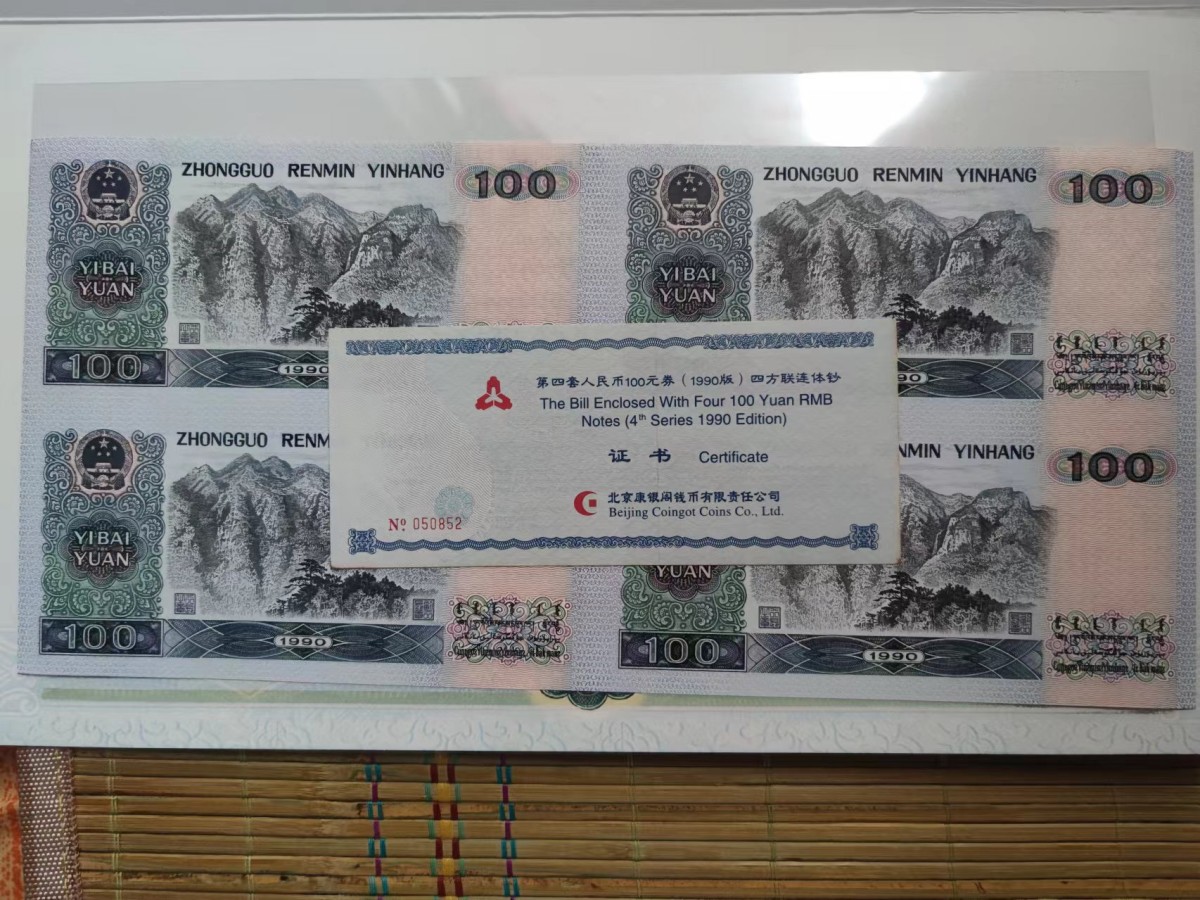 ZHONGGUO RENMIN YINHANG
100
YIBAI
YUAN
100
1990
ZHONGGUO RENMIN YINHANG
100
YIBAI
YUAN
90
第四套人民币100元券（1990版）四方联连体钞
The Bill Enclosed With Four 100 Yuan RMB
Notes (4th Series 1990 Edition)
证书 Certificate
北京康银阁钱币有限责任公司
Beijing Coingot Coins Co., Ltd.
№ 050852
ZHONGGUO RENM
YIBAI
YUAN
100
1990
MIN YINHANG
100
YUAN
100
1990